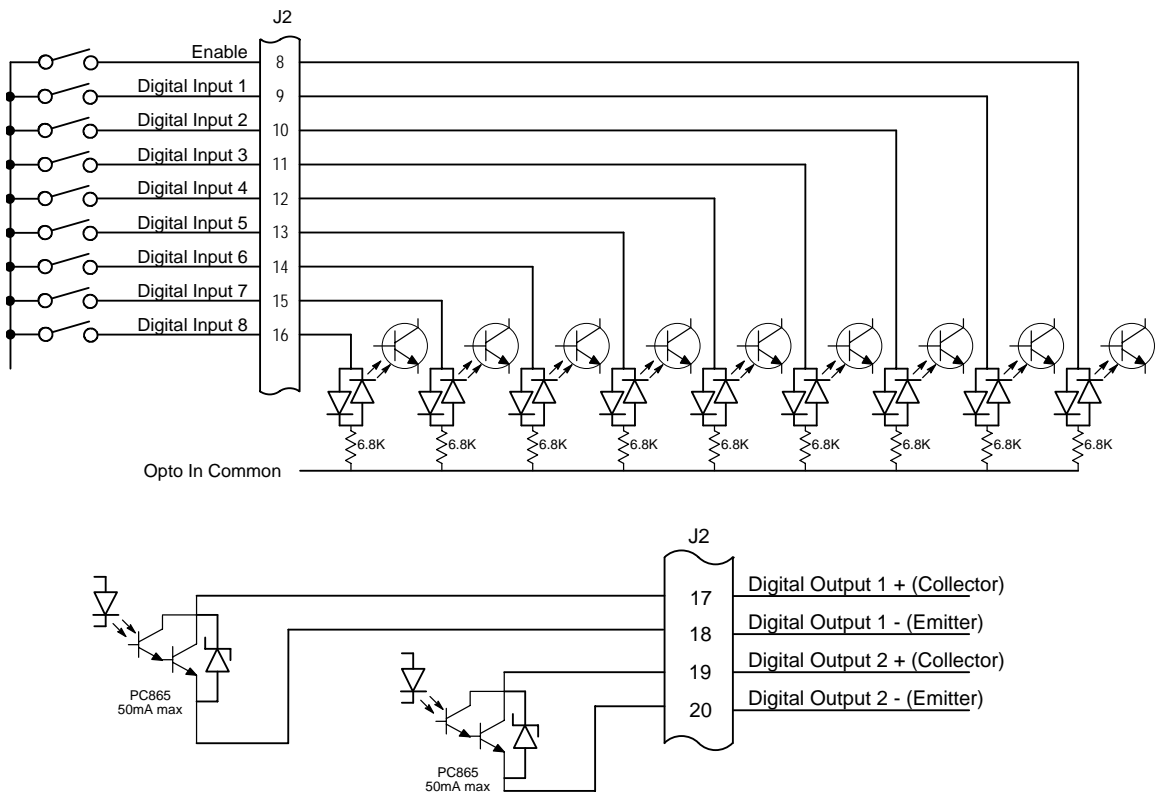 J2
Enable 8
Digital Input 1 9
Digital Input 2 10
Digital Input 3 11
Digital Input 4 12
Digital Input 5 13
Digital Input 6 14
Digital Input 7 15
Digital Input 8 16
6.8K 6.8K 6.8K 6.8K 6.8K 6.8K 6.8K 6.8K 6.8K
Opto In Common
J2
17 Digital Output 1 + (Collector)
18 Digital Output 1 - (Emitter)
19 Digital Output 2 + (Collector)
20 Digital Output 2 - (Emitter)
PC865
50mA max
PC865
50mA max